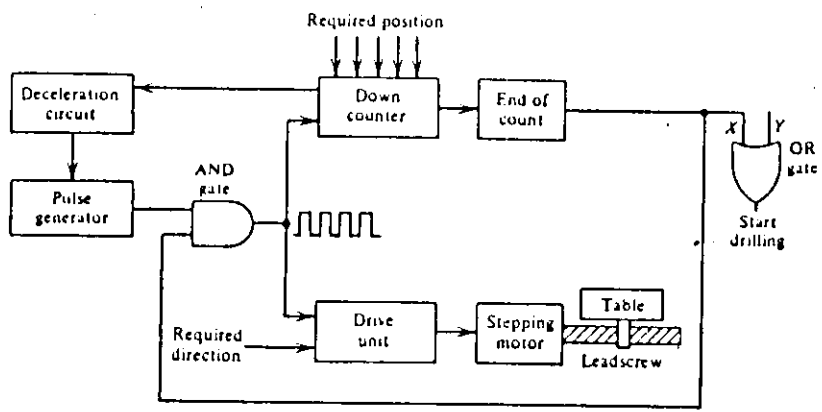 Required position
Deceleration
circuit
Down
counter
End of
count
X
Y
OR
gate
AND
gate
Pulse
generator
Start
drilling
Required
direction
Drive
unit
Stepping
motor
Table
Leadscrew